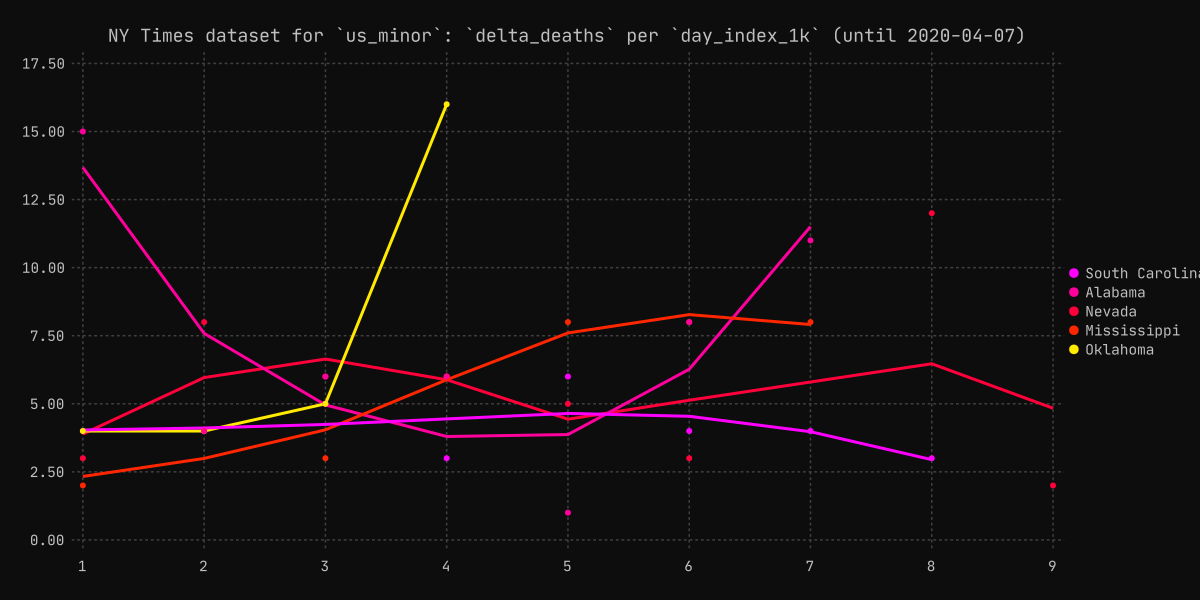 NY Times dataset for `us_minor`: `delta_deaths` per `day_index_1k` (until 2020-04-07)
17.50
15.00
12.50
10.00
7.50
5.00
2.50
0.00
1 2 3 4 5 6 7 8 9
South Carolina
Alabama
Nevada
Mississippi
Oklahoma